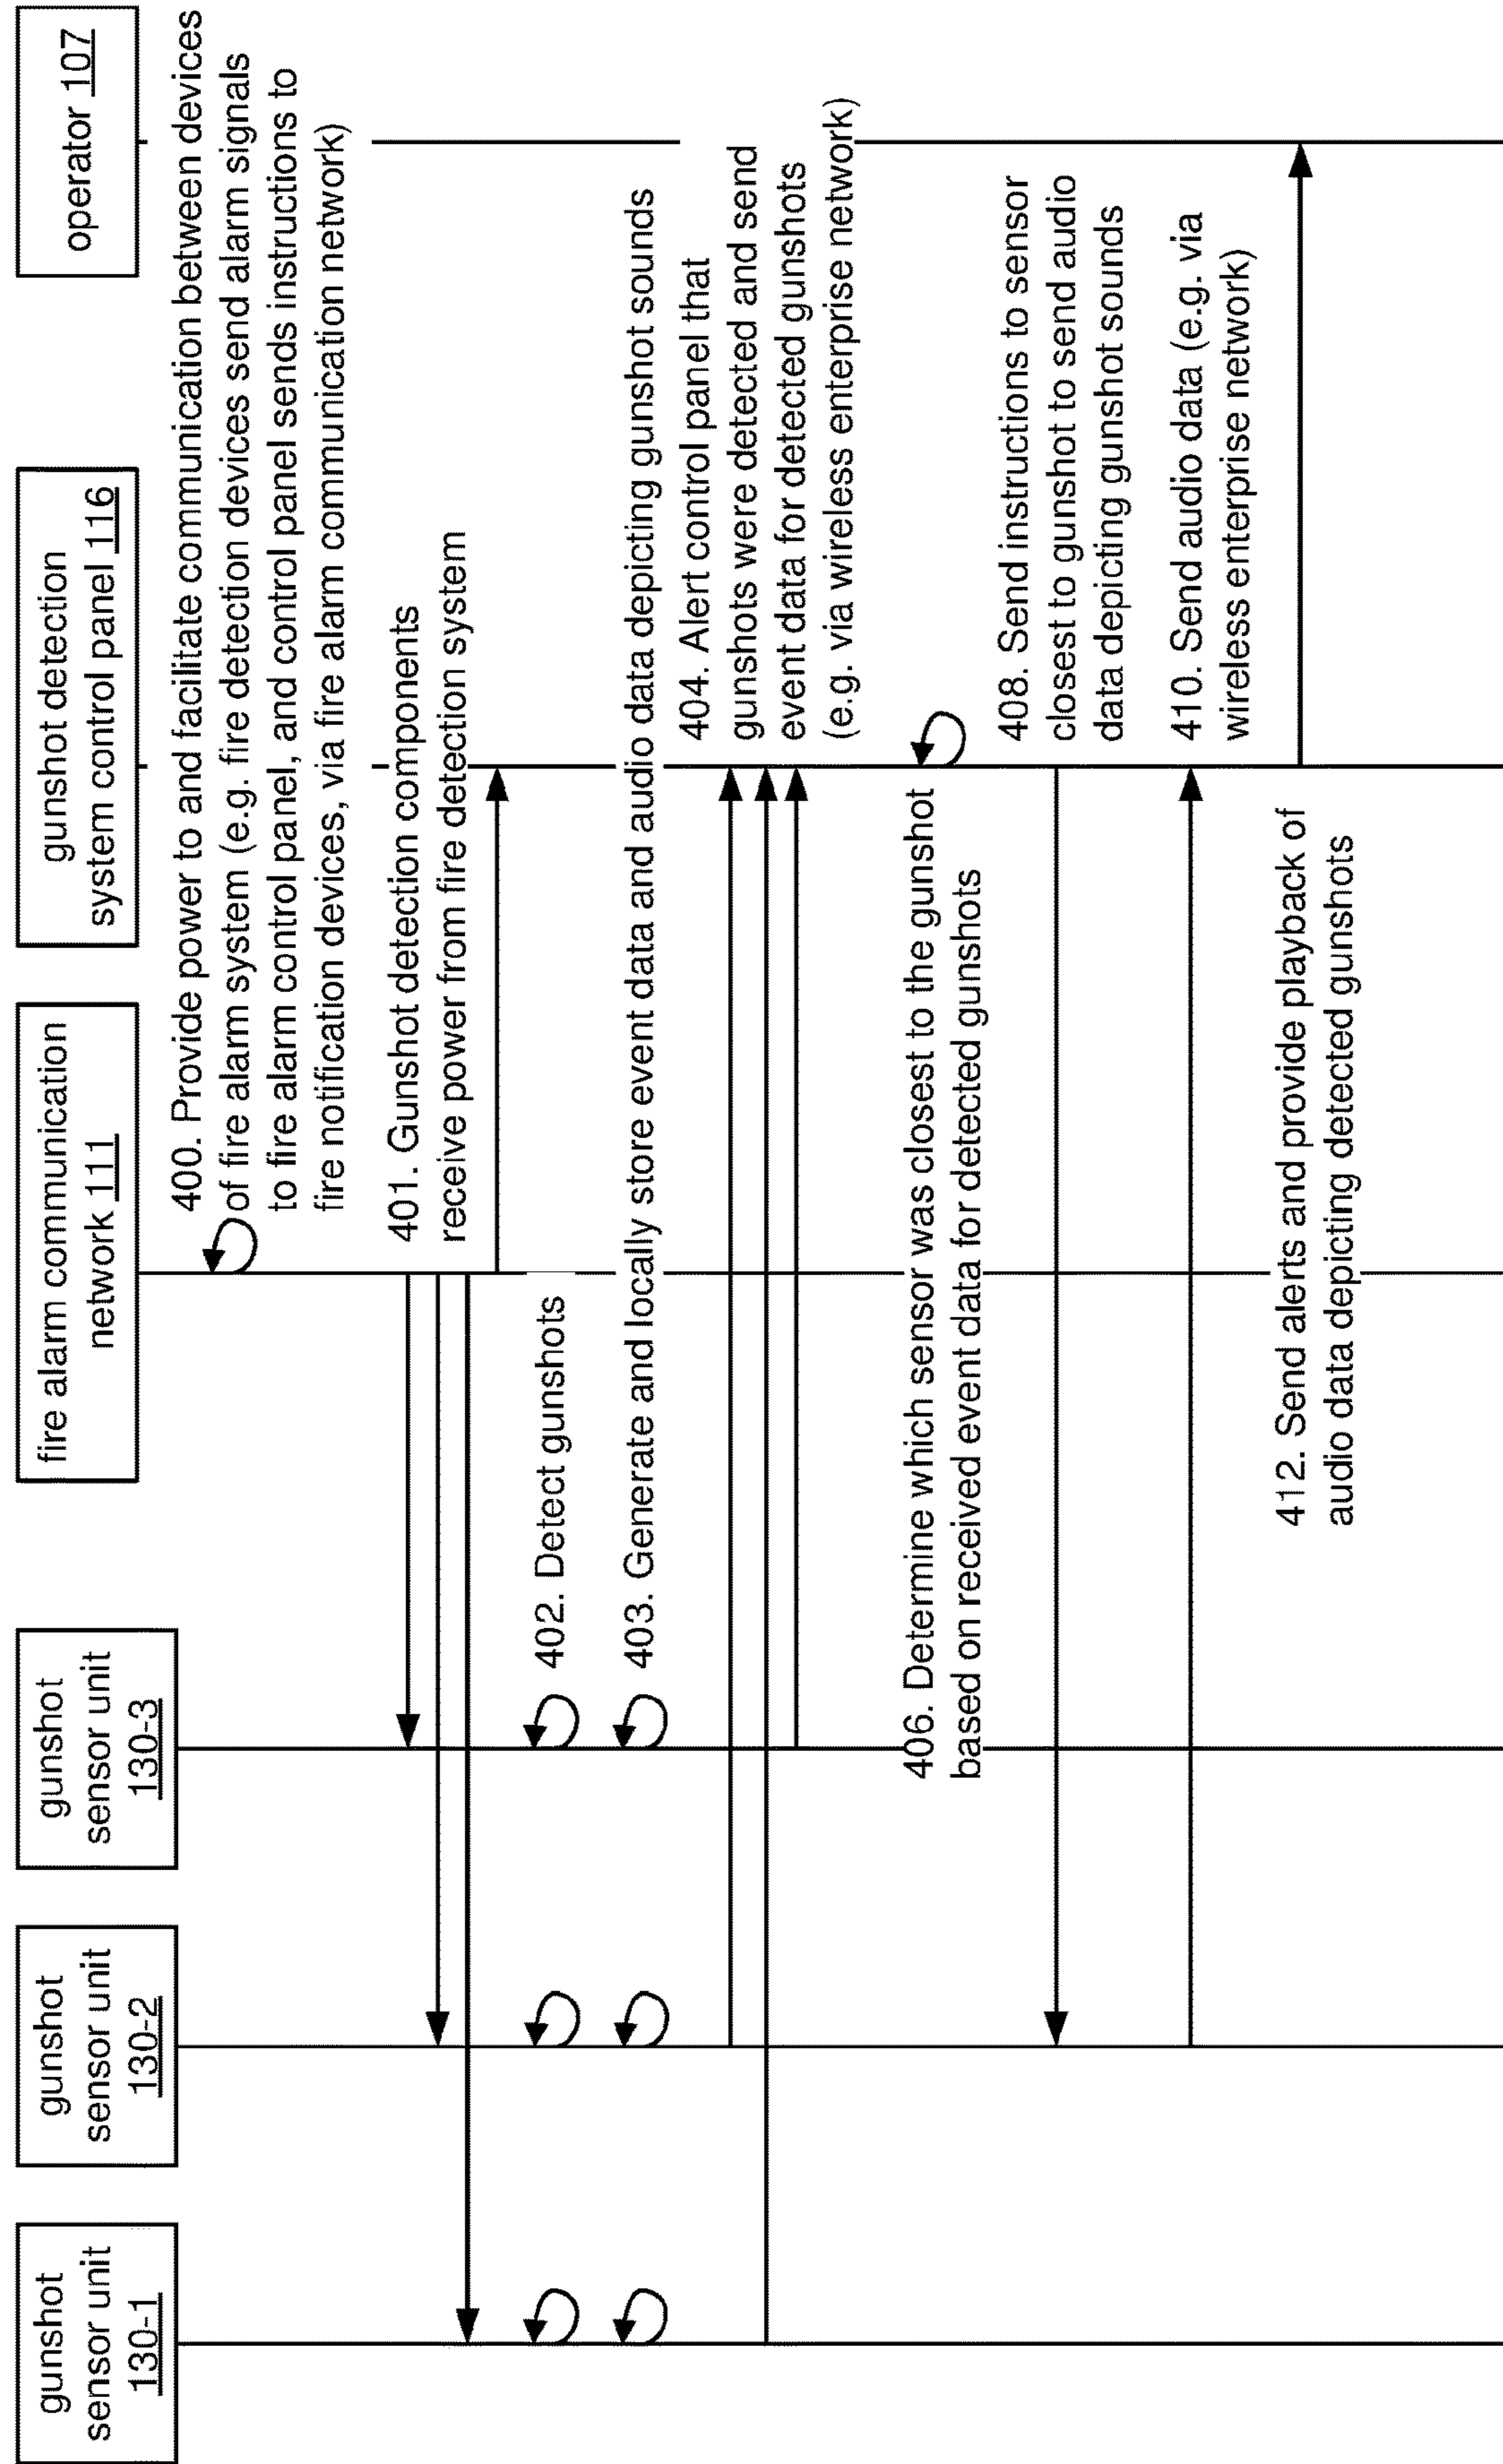 gunshot
sensor unit
130-1
gunshot
sensor unit
130-2
gunshot
sensor unit
130-3
fire alarm communication
network 111
gunshot detection
system control panel 116
operator 107
400. Provide power to and facilitate communication between devices
of fire alarm system (e.g. fire detection devices send alarm signals
to fire alarm control panel, and control panel sends instructions to
fire notification devices, via fire alarm communication network)
401. Gunshot detection components
receive power from fire detection system
402. Detect gunshots
403. Generate and locally store event data and audio data depicting gunshot sounds
404. Alert control panel that
gunshots were detected and send
event data for detected gunshots
(e.g. via wireless enterprise network)
406. Determine which sensor was closest to the gunshot
based on received event data for detected gunshots
408. Send instructions to sensor
closest to gunshot to send audio
data depicting gunshot sounds
410. Send audio data (e.g. via
wireless enterprise network)
412. Send alerts and provide playback of
audio data depicting detected gunshots